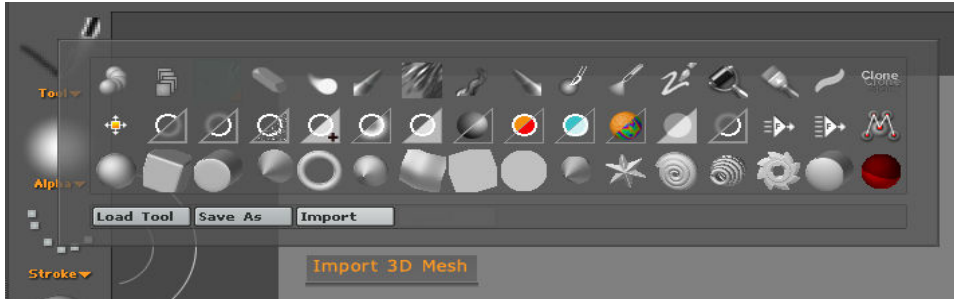 Clone
Tool
Alpha
Load Tool
Save As
Import
Import 3D Mesh
Stroke